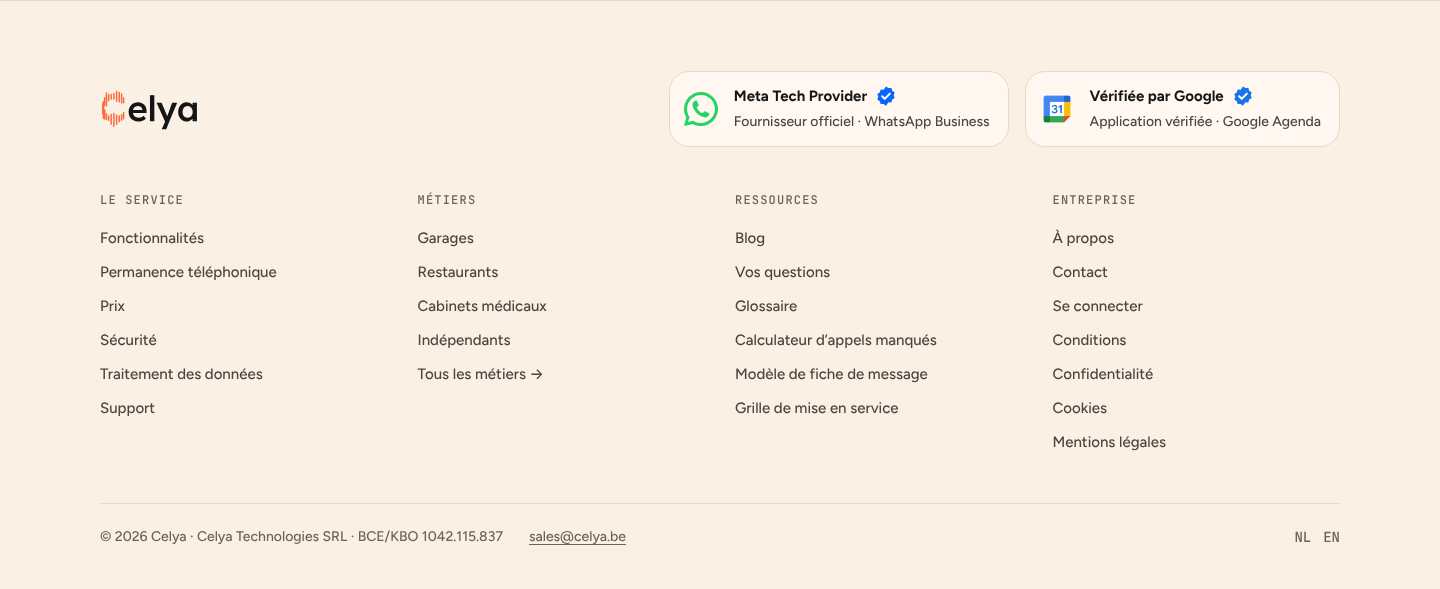 Celya
Meta Tech Provider
Fournisseur officiel · WhatsApp Business
31
Vérifiée par Google
Application vérifiée · Google Agenda
LE SERVICE
Fonctionnalités
Permanence téléphonique
Prix
Sécurité
Traitement des données
Support
MÉTIERS
Garages
Restaurants
Cabinets médicaux
Indépendants
Tous les métiers →
RESSOURCES
Blog
Vos questions
Glossaire
Calculateur d’appels manqués
Modèle de fiche de message
Grille de mise en service
ENTREPRISE
À propos
Contact
Se connecter
Conditions
Confidentialité
Cookies
Mentions légales
© 2026 Celya · Celya Technologies SRL · BCE/KBO 1042.115.837 sales@celya.be
NL EN